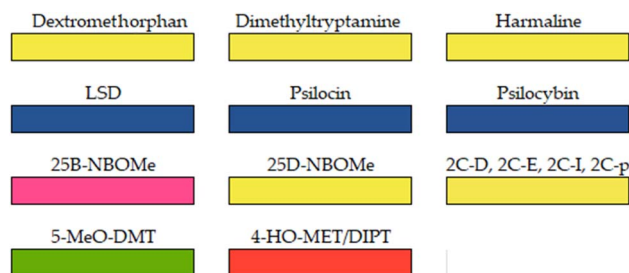 Dextromethorphan Dimethyltryptamine Harmaline
LSD Psilocin Psilocybin
25B-NBOMe 25D-NBOMe 2C-D, 2C-E, 2C-I, 2C-p
5-MeO-DMT 4-HO-MET/DIPT